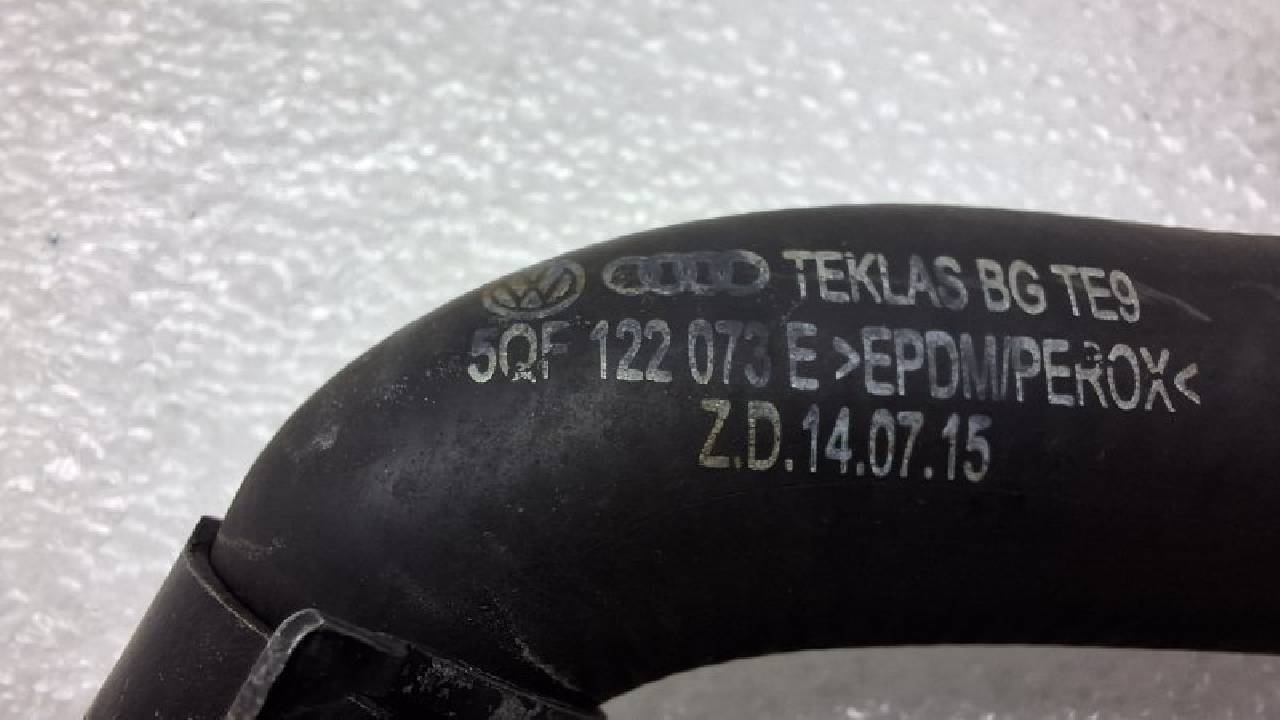 TEKLAS BG TE9
5QF 122 073 E >EPDM/PEROX<
Z.D.14.07.15